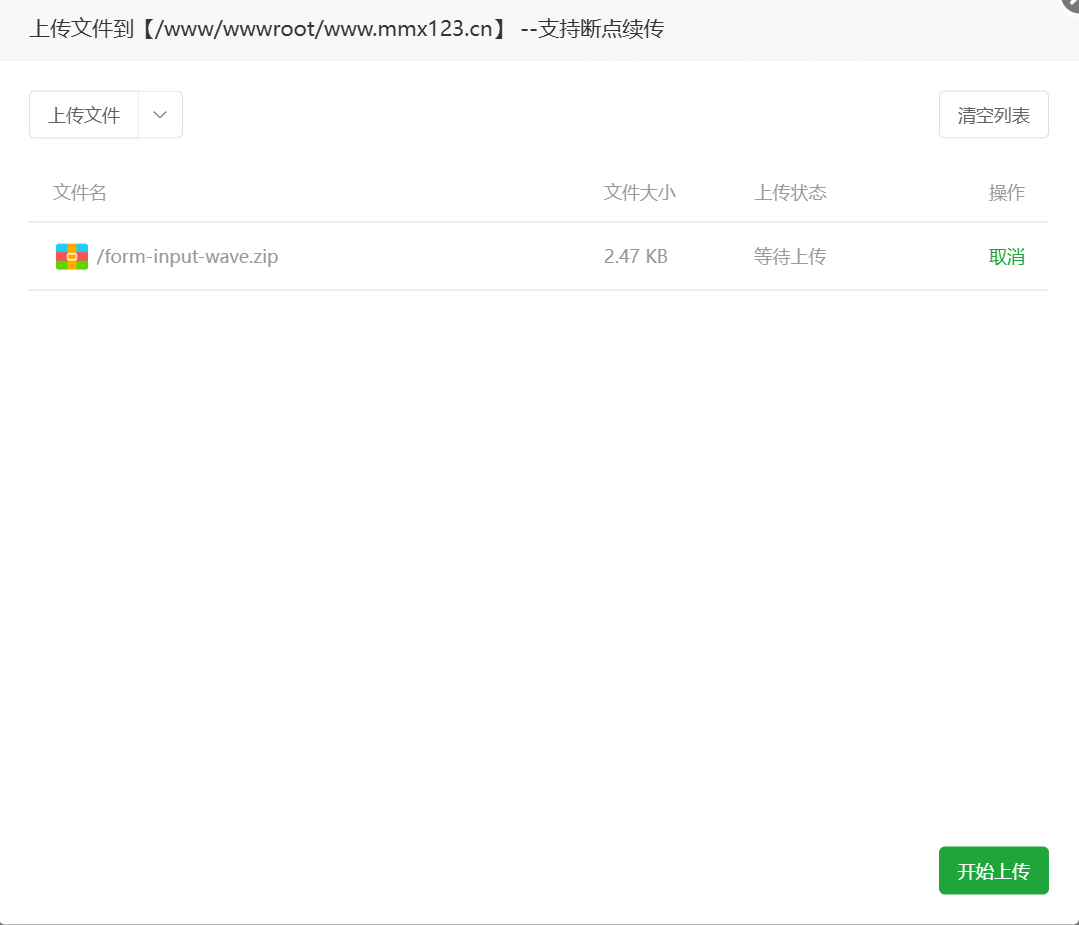 上传文件到【/www/wwwroot/www.mmx123.cn】 --支持断点续传
上传文件 清空列表
文件名 文件大小 上传状态 操作
/form-input-wave.zip 2.47 KB 等待上传 取消
开始上传